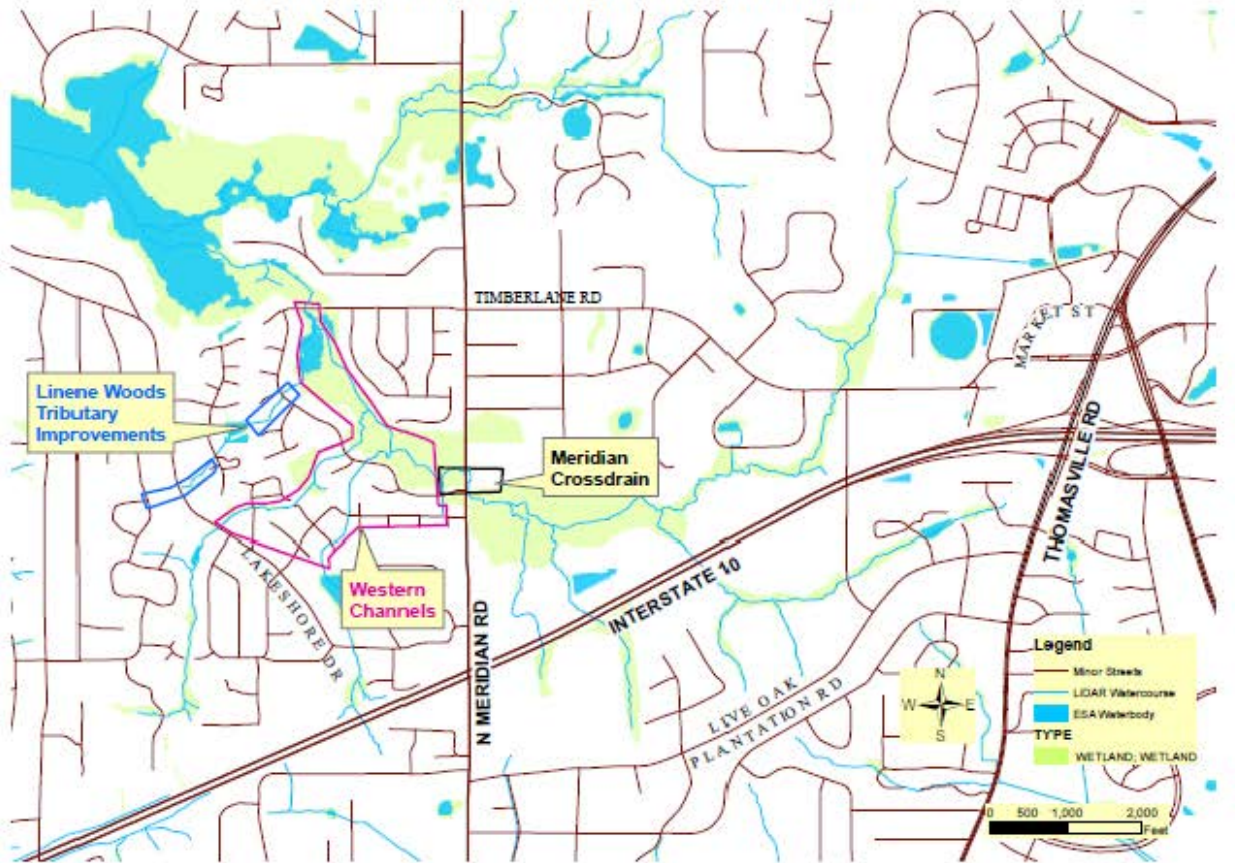 TIMBERLANE RD
MARKET ST
Linene Woods
Tributary
Improvements
Meridian
Crossdrain
THOMASVILLE RD
Western
Channels
LAKESHORE DR
INTERSTATE 10
N MERIDIAN RD
LIVE OAK
PLANTATION RD
N
W E
S
Legend
Minor Streets
LiDAR Watercourse
ESA Waterbody
TYPE
WETLAND; WETLAND
0 500 1,000 2,000
Feet